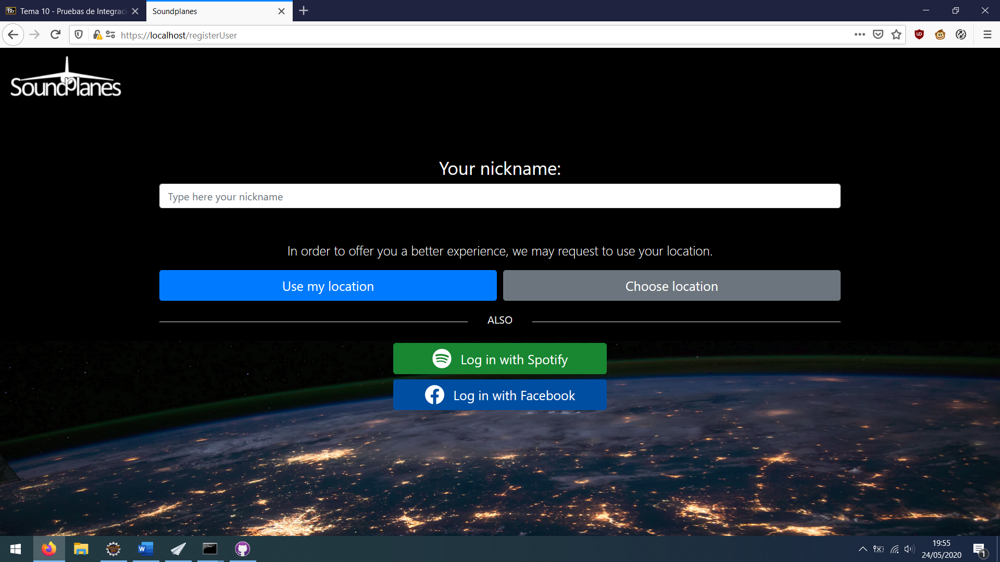 Tema 10 - Pruebas de Integraci
Soundplanes
https://localhost/registerUser
SoundPlanes
Your nickname:
Type here your nickname
In order to offer you a better experience, we may request to use your location.
Use my location
Choose location
ALSO
Log in with Spotify
Log in with Facebook
19:55
24/05/2020
1